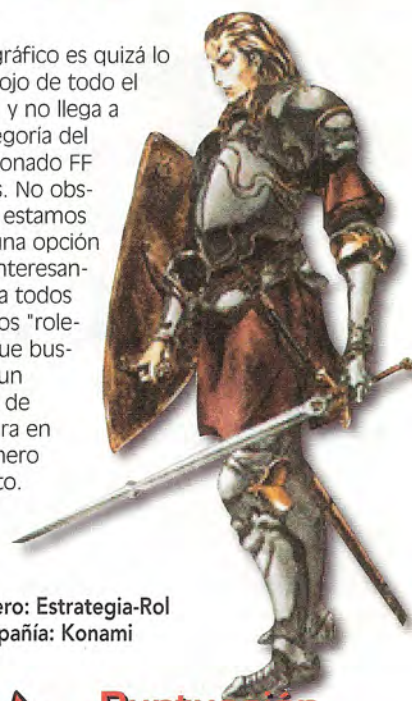 gráfico es quizá lo
ojo de todo el
y no llega a
egoría del
onado FF
s. No obs-
estamos
una opción
nteresan-
a todos
os "role-
ue bus-
un
de
ra en
nero
to.
ero: Estrategia-Rol
pañía: Konami
Puntuación